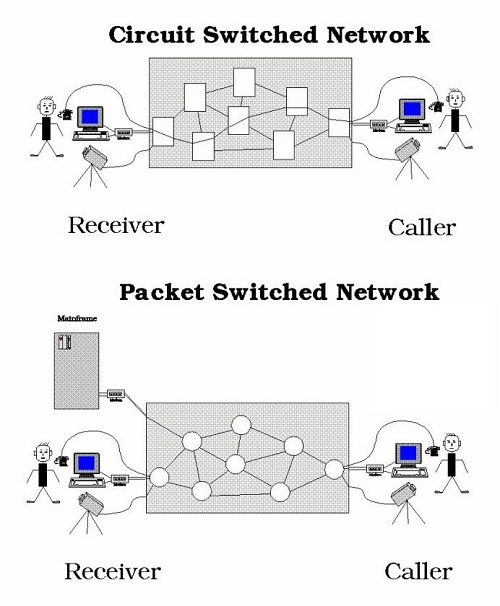 Circuit Switched Network
Receiver
Caller
Packet Switched Network
Mainframe
Receiver
Caller